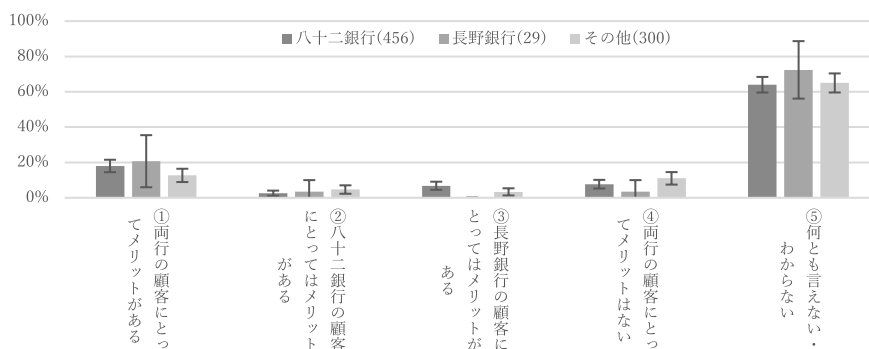 100%
80%
60%
40%
20%
0%
八十二銀行(456) 長野銀行(29) その他(300)
①両行の顧客にとっ
てメリットがある
②八十二銀行の顧客
にとってはメリット
がある
③長野銀行の顧客に
とってはメリットが
ある
④両行の顧客にとっ
てメリットはない
⑤何とも言えない・
わからない